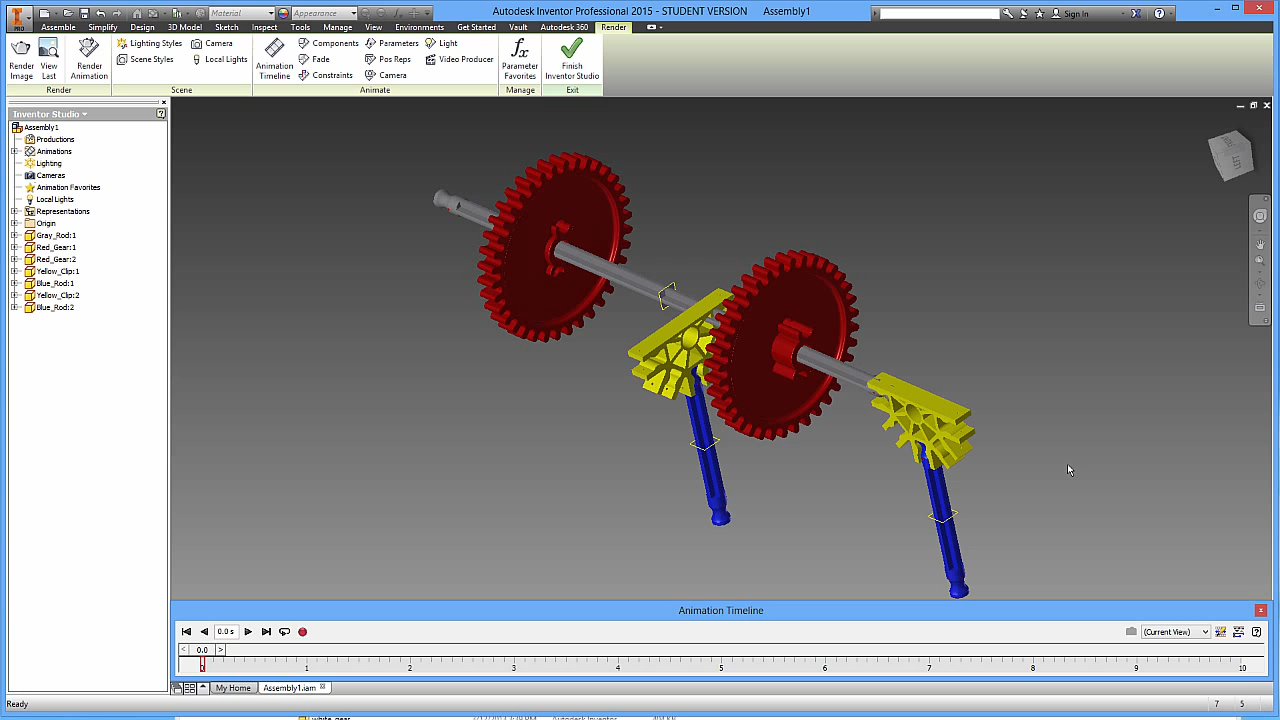 Material
Appearance
Autodesk Inventor Professional 2015 - STUDENT VERSION Assembly1
Sign In
PRO
Assemble Simplify Design 3D Model Sketch Inspect Tools Manage View Environments Get Started Vault Autodesk 360 Render
Render Image
View Last
Render Animation
Lighting Styles
Scene Styles
Camera
Local Lights
Animation Timeline
Components
Fade
Constraints
Parameters
Pos Reps
Camera
Light
Video Producer
fx
Parameter Favorites
Finish Inventor Studio
Render Scene Animate Manage Exit
Inventor Studio
Assembly1
Productions
Animations
Lighting
Cameras
Animation Favorites
Local Lights
Representations
Origin
Gray_Rod:1
Red_Gear:1
Red_Gear:2
Yellow_Clip:1
Blue_Rod:1
Yellow_Clip:2
Blue_Rod:2
LEFT
Animation Timeline
0.0 s
(Current View)
< 0.0 >
1 2 3 4 5 6 7 8 9 10
My Home Assembly1.iam
Ready
7 5